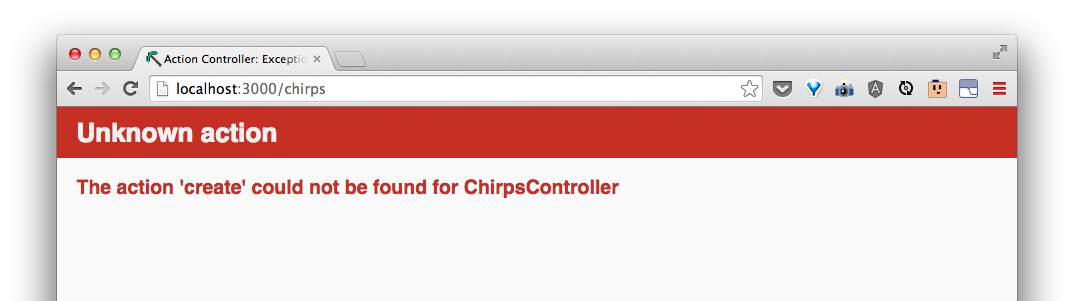 Action Controller: Exceptio
localhost:3000/chirps
Unknown action
The action 'create' could not be found for ChirpsController